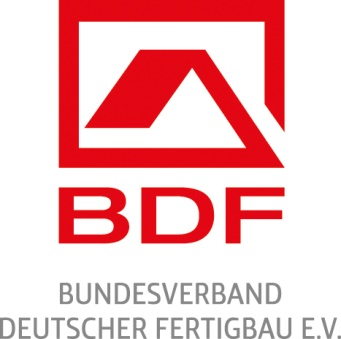 BDF
BUNDESVERBAND
DEUTSCHER FERTIGBAU E.V.